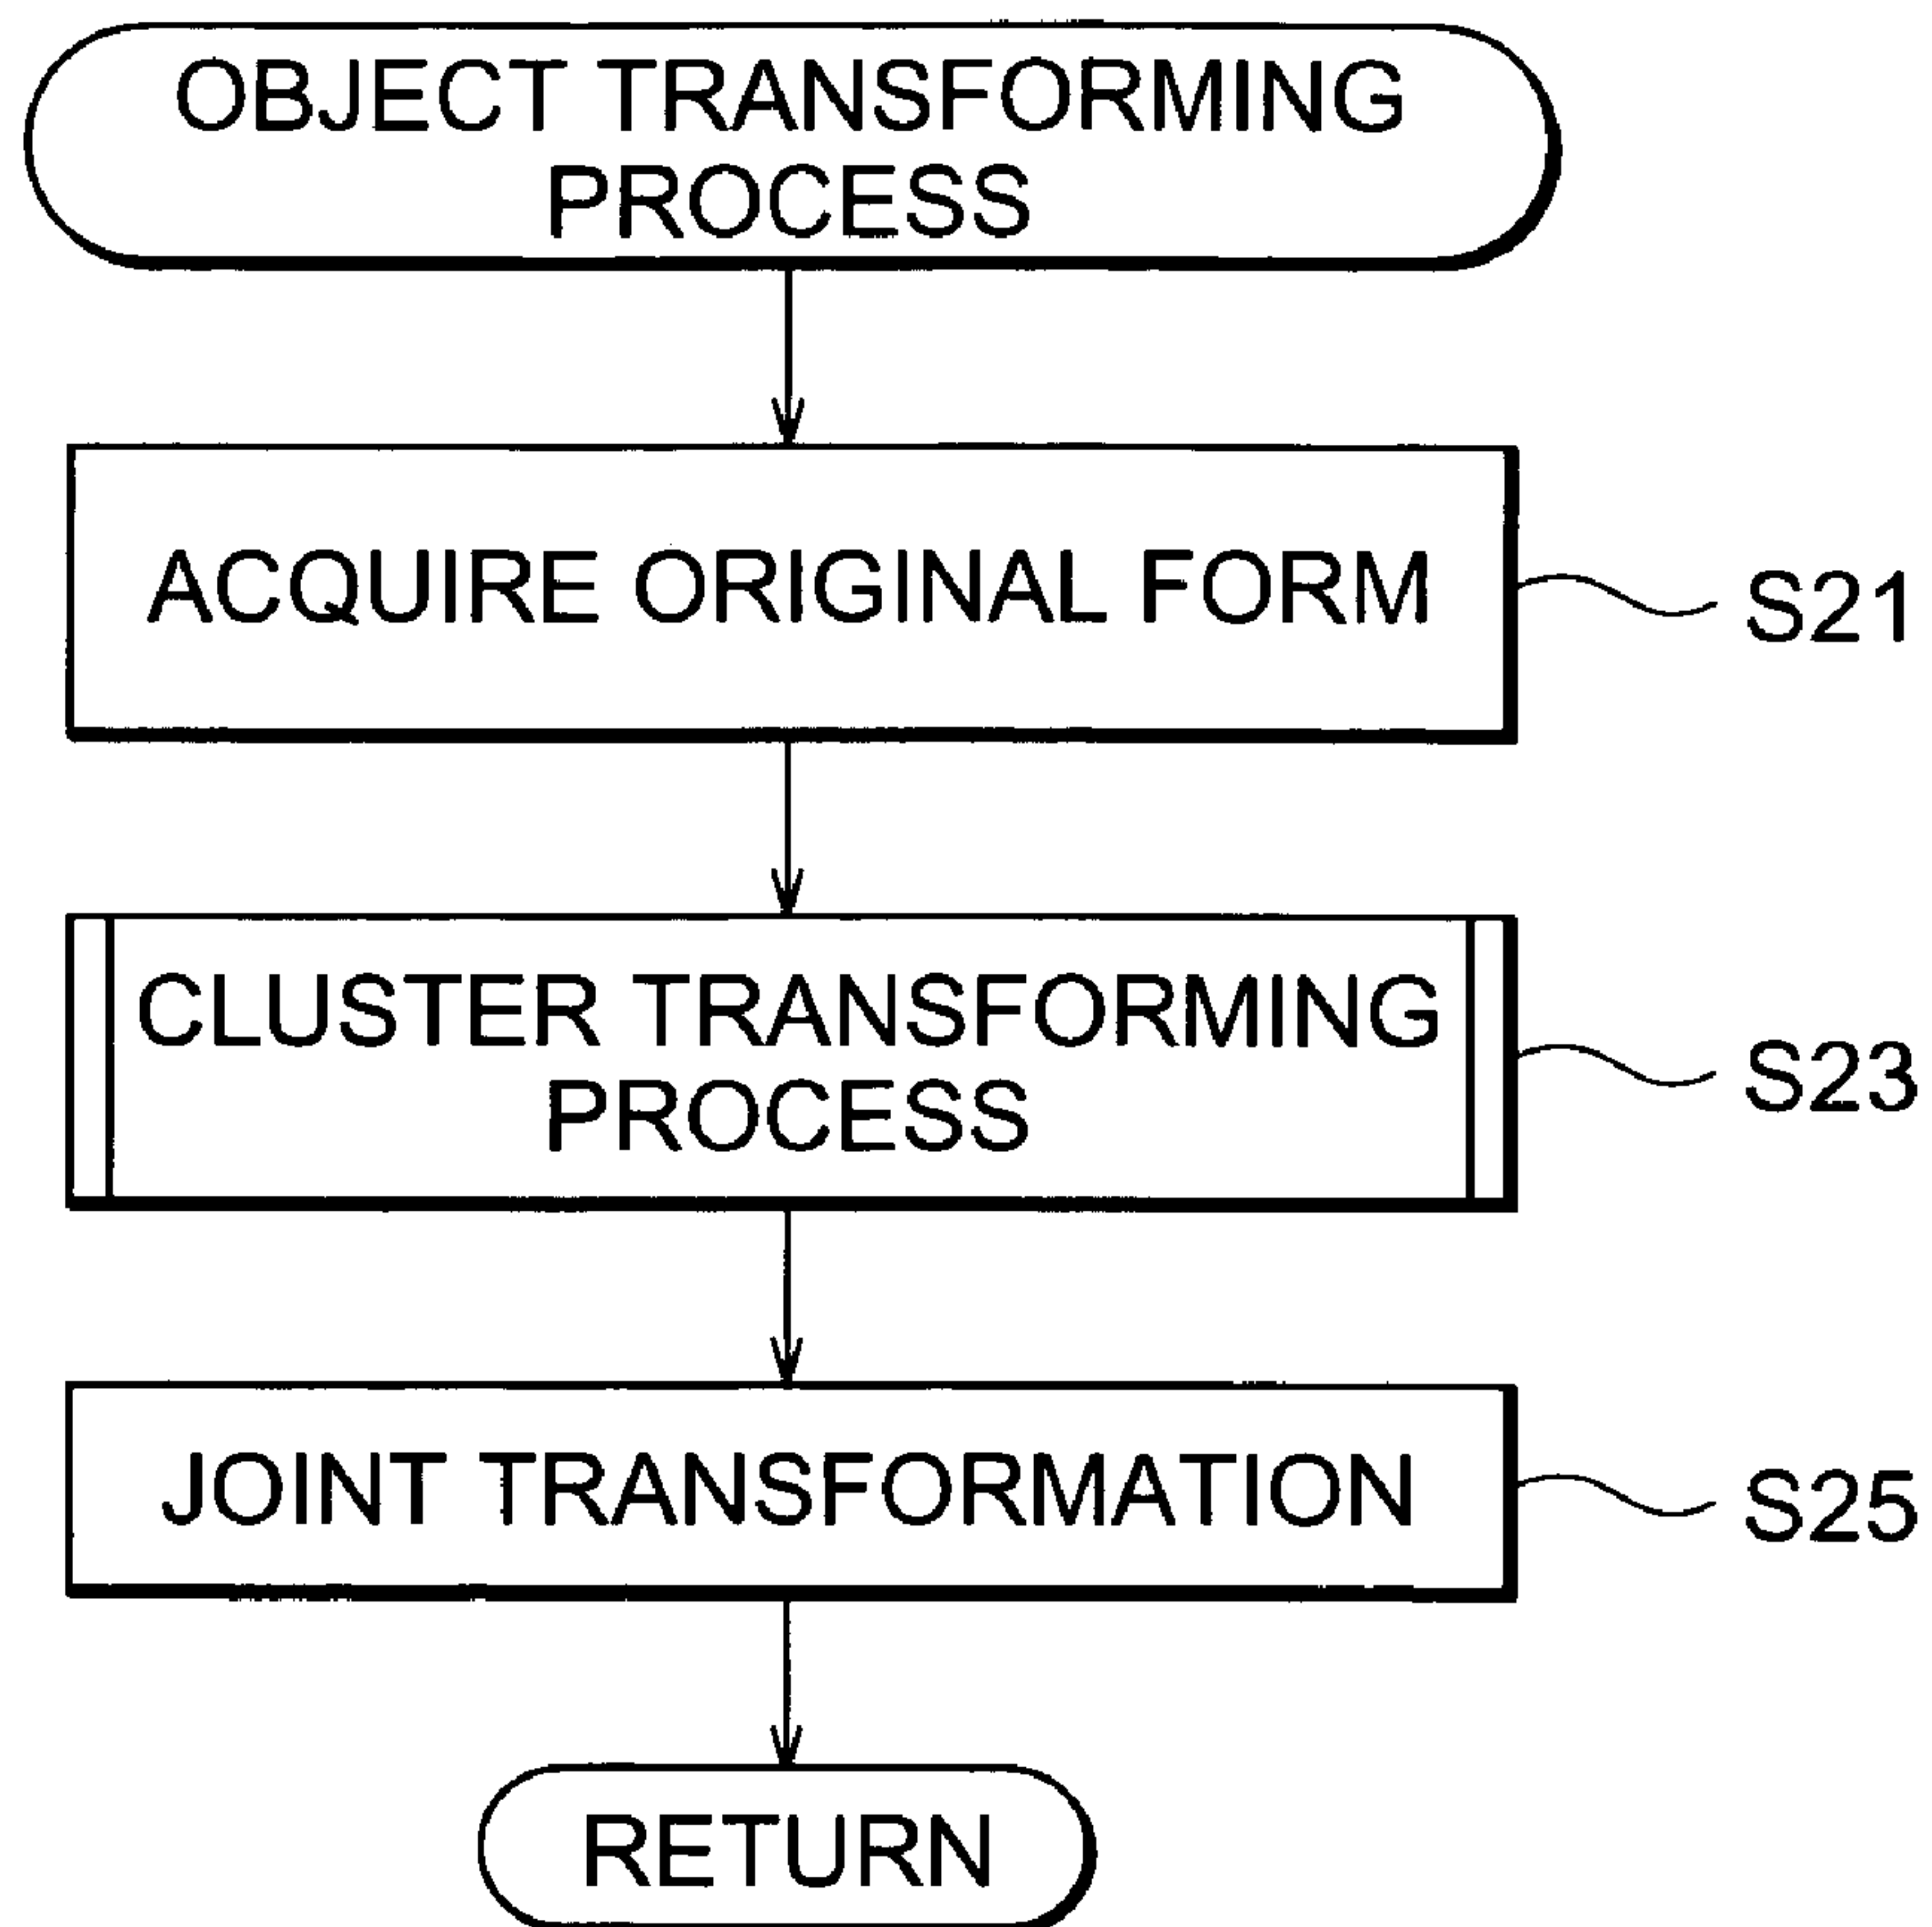 OBJECT TRANSFORMING
PROCESS
ACQUIRE ORIGINAL FORM
S21
CLUSTER TRANSFORMING
PROCESS
S23
JOINT TRANSFORMATION
S25
RETURN